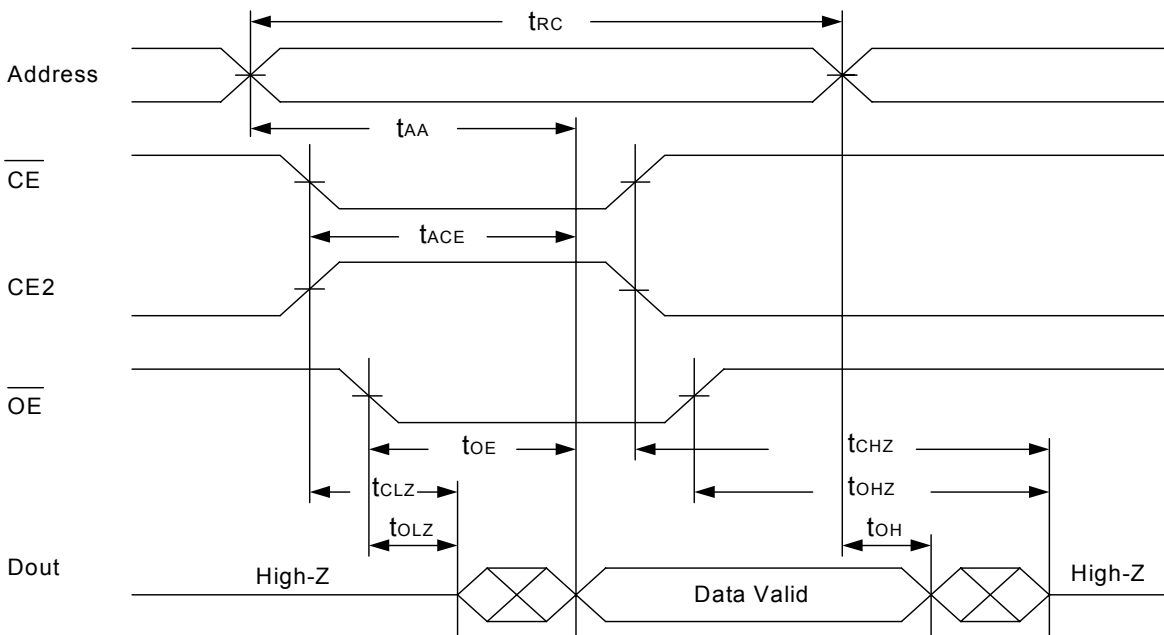 tRC
Address
tAA
CE
tACE
CE2
OE
tOE
tCHZ
tCLZ
tOHZ
tOLZ
tOH
Dout
High-Z
Data Valid
High-Z